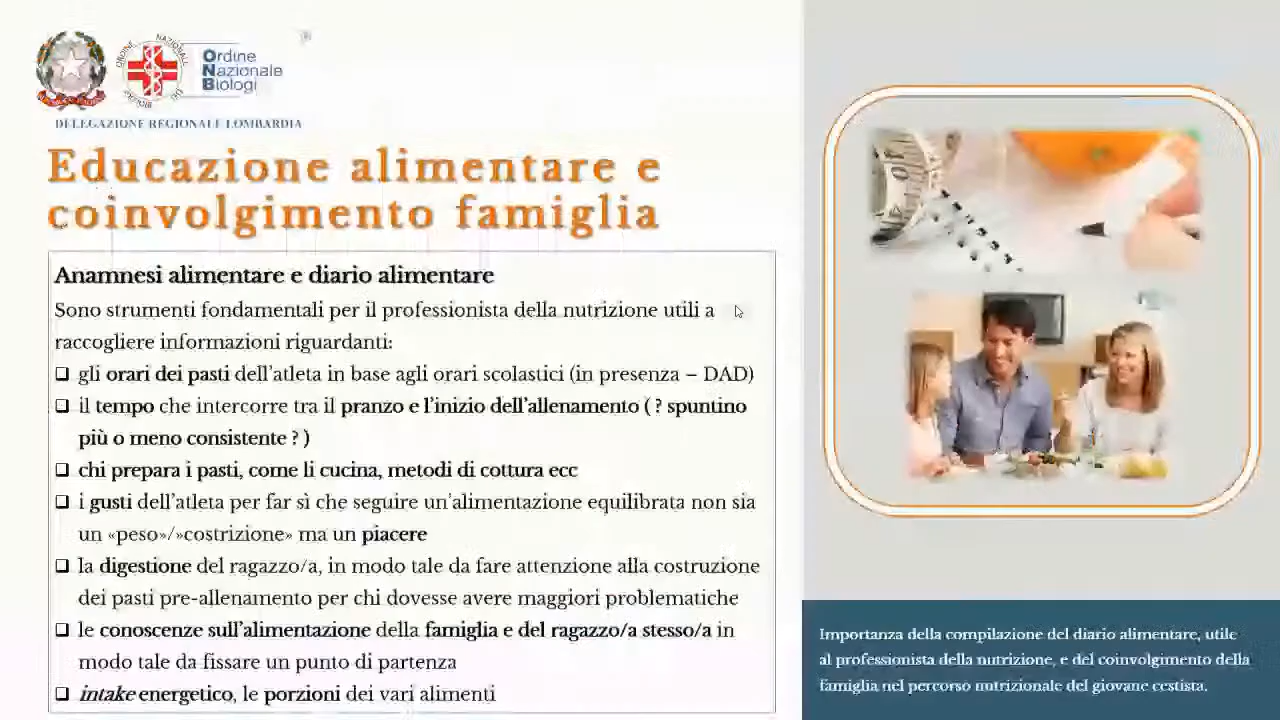 Ordine
Nazionale
Biologi
DELEGAZIONE REGIONALE LOMBARDIA
Educazione alimentare e
coinvolgimento famiglia
Anamnesi alimentare e diario alimentare
Sono strumenti fondamentali per il professionista della nutrizione utili a
raccogliere informazioni riguardanti:
❑ gli orari dei pasti dell’atleta in base agli orari scolastici (in presenza – DAD)
❑ il tempo che intercorre tra il pranzo e l’inizio dell’allenamento ( ? spuntino
più o meno consistente ? )
❑ chi prepara i pasti, come li cucina, metodi di cottura ecc
❑ i gusti dell’atleta per far sì che seguire un’alimentazione equilibrata non sia
un «peso»/»costrizione» ma un piacere
❑ la digestione del ragazzo/a, in modo tale da fare attenzione alla costruzione
dei pasti pre-allenamento per chi dovesse avere maggiori problematiche
❑ le conoscenze sull’alimentazione della famiglia e del ragazzo/a stesso/a in
modo tale da fissare un punto di partenza
❑ intake energetico, le porzioni dei vari alimenti
Importanza della compilazione del diario alimentare, utile
al professionista della nutrizione, e del coinvolgimento della
famiglia nel percorso nutrizionale del giovane cestista.